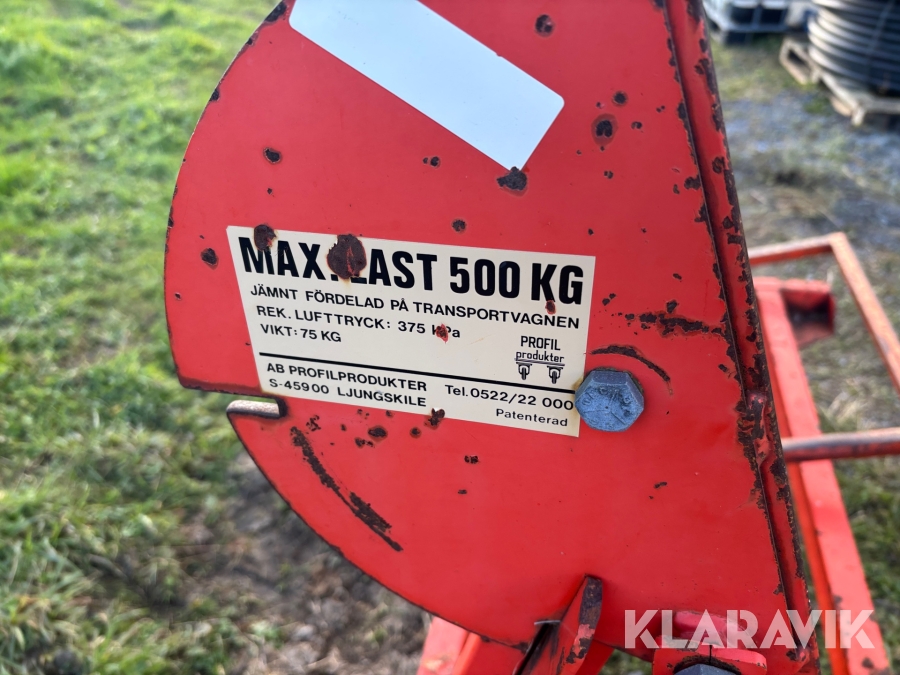 MAX. LAST 500 KG
JÄMNT FÖRDELAD PÅ TRANSPORTVAGNEN
REK. LUFTTRYCK: 375 kPa
VIKT: 75 KG
PROFIL
produkter
AB PROFILPRODUKTER
S-45900 LJUNGSKILE
Tel. 0522/22 000
Patenterad
KLARAVIK